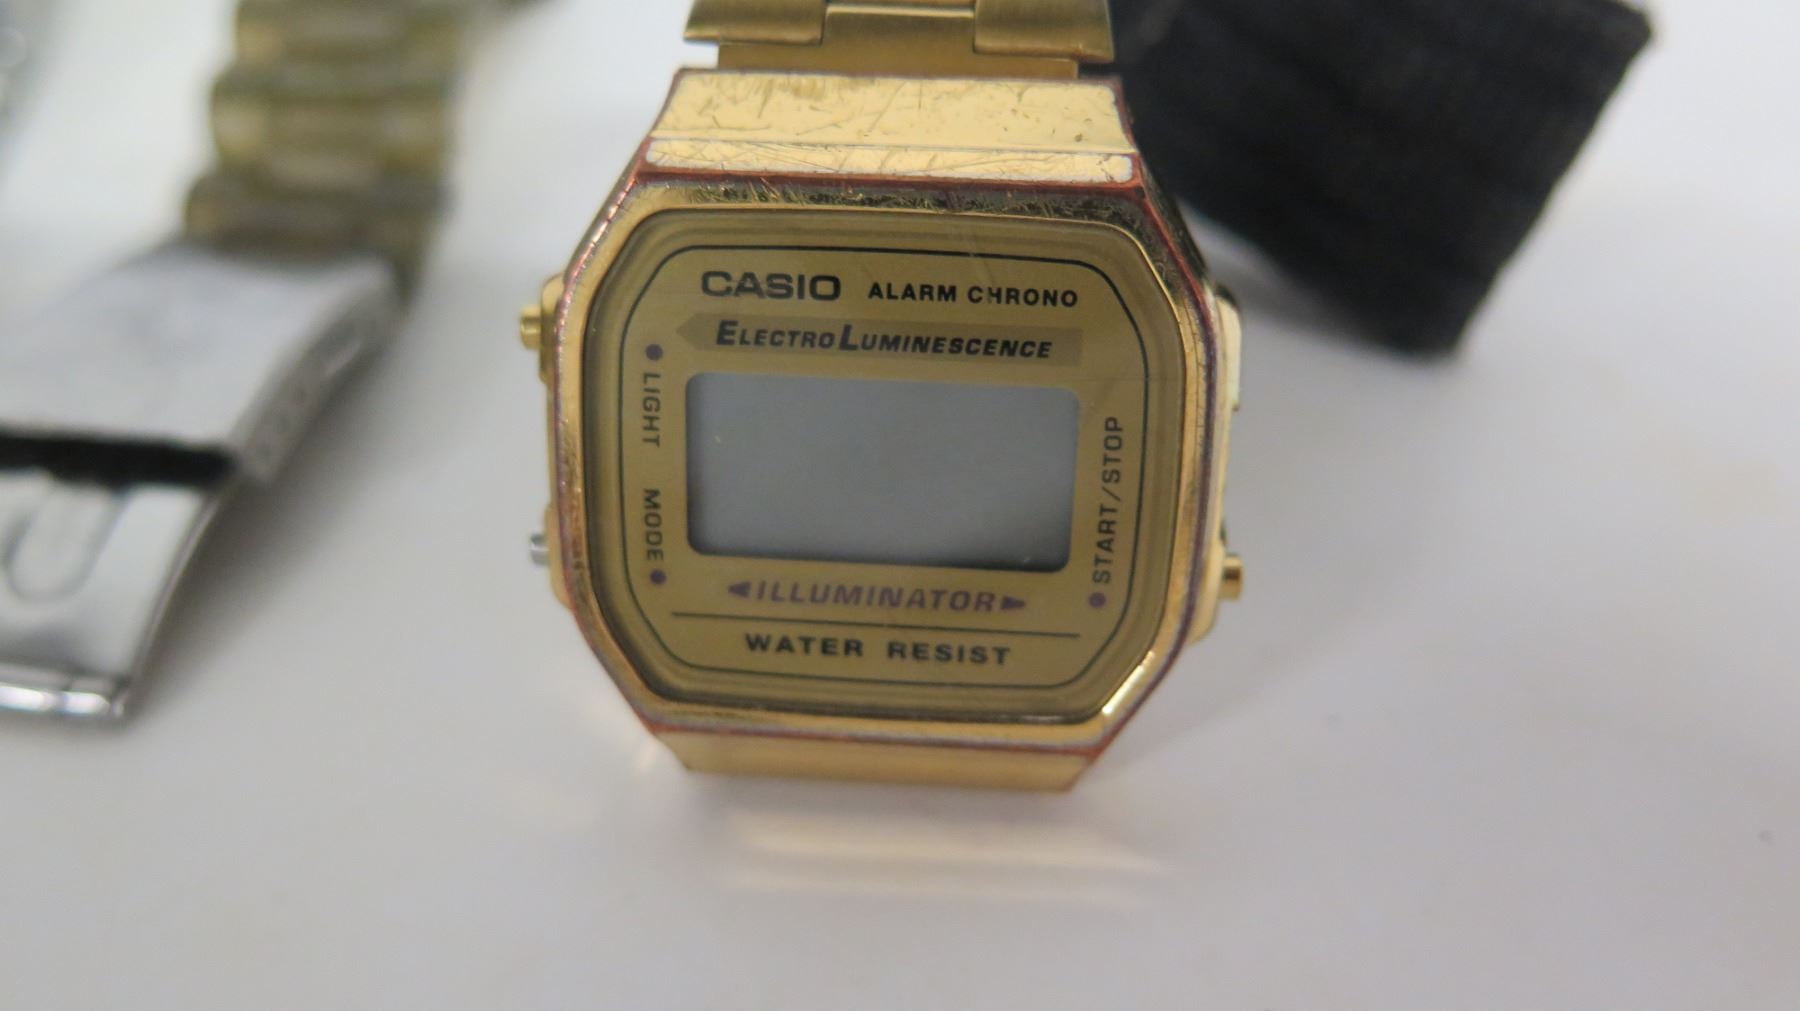 CASIO ALARM CHRONO
ELECTROLUMINESCENCE
LIGHT
MODE
START/STOP
ILLUMINATOR
WATER RESIST